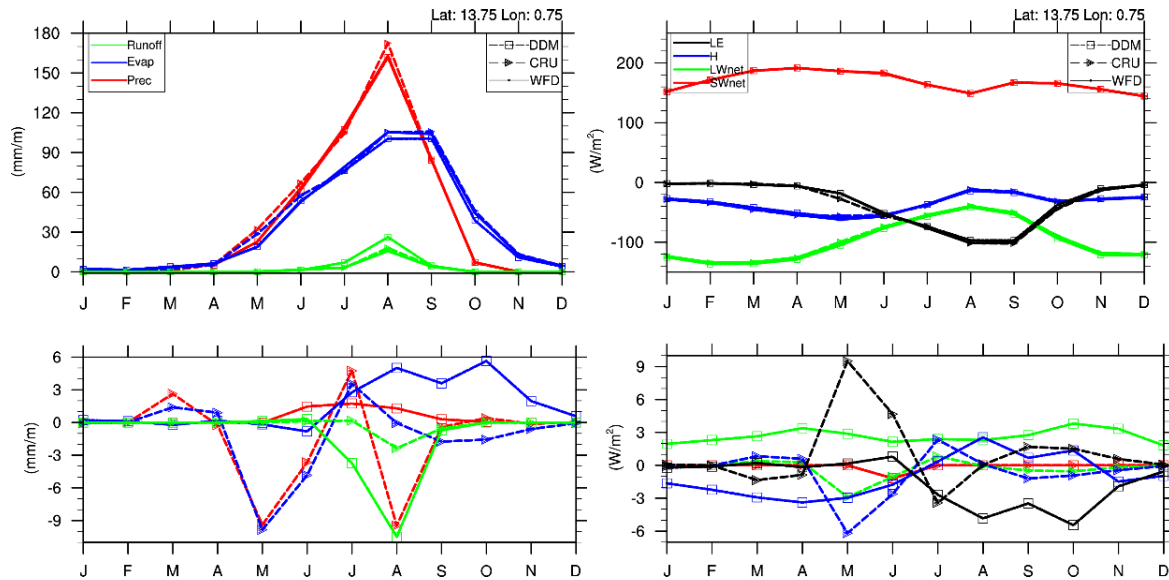 Lat: 13.75 Lon: 0.75
180
150
120
90
60
30
0
(mm/m)
Runoff
Evap
Prec
DDM
CRU
WFD
J F M A M J J A S O N D
Lat: 13.75 Lon: 0.75
200
100
0
-100
(W/m²)
LE
H
LWnet
SWnet
DDM
CRU
WFD
J F M A M J J A S O N D
6
3
0
-3
-6
-9
(mm/m)
J F M A M J J A S O N D
9
6
3
0
-3
-6
(W/m²)
J F M A M J J A S O N D